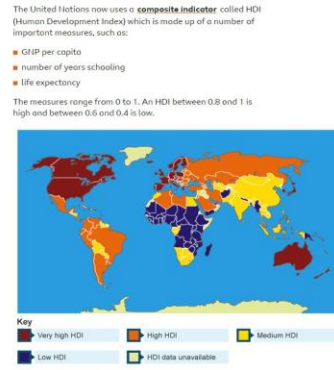 The United Nations now uses a composite indicator called HDI
(Human Development Index) which is made up of a number of
important measures, such as:
GNP per capita
number of years schooling
life expectancy
The measures range from 0 to 1. An HDI between 0.8 and 1 is
high and between 0.6 and 0.4 is low.
Key
Very high HDI
High HDI
Medium HDI
Low HDI
HDI data unavailable